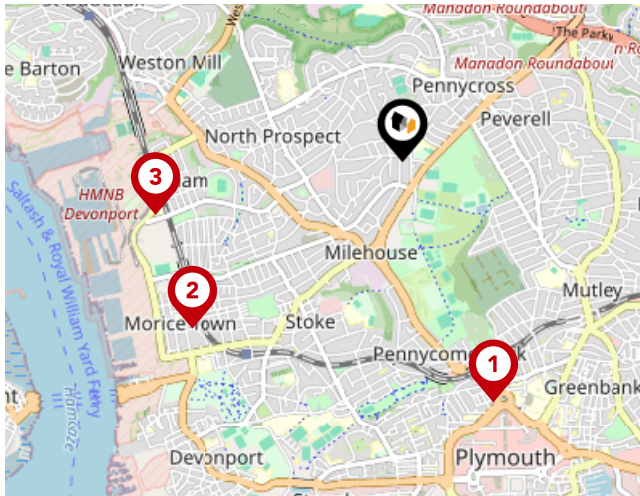 Manadon Roundabout
The Parkway
e Barton
Weston Mill
Manadon Roundabout
Pennycross
Peverell
North Prospect
3
HMNB
Devonport
Saltash & Royal William Yard Ferry
Milehouse
2
Mutley
Morice Town
Stoke
1
Greenbank
Hamoaze
Devonport
Plymouth